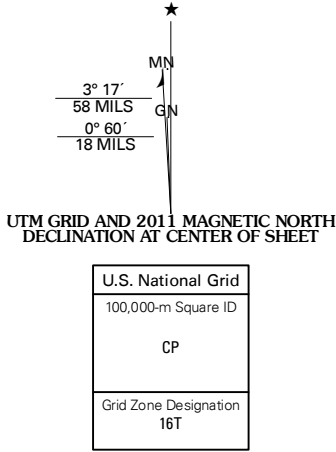 ★
MN
3° 17´
58 MILS
GN
0° 60´
18 MILS
UTM GRID AND 2011 MAGNETIC NORTH
DECLINATION AT CENTER OF SHEET
U.S. National Grid
100,000-m Square ID
CP
Grid Zone Designation
16T